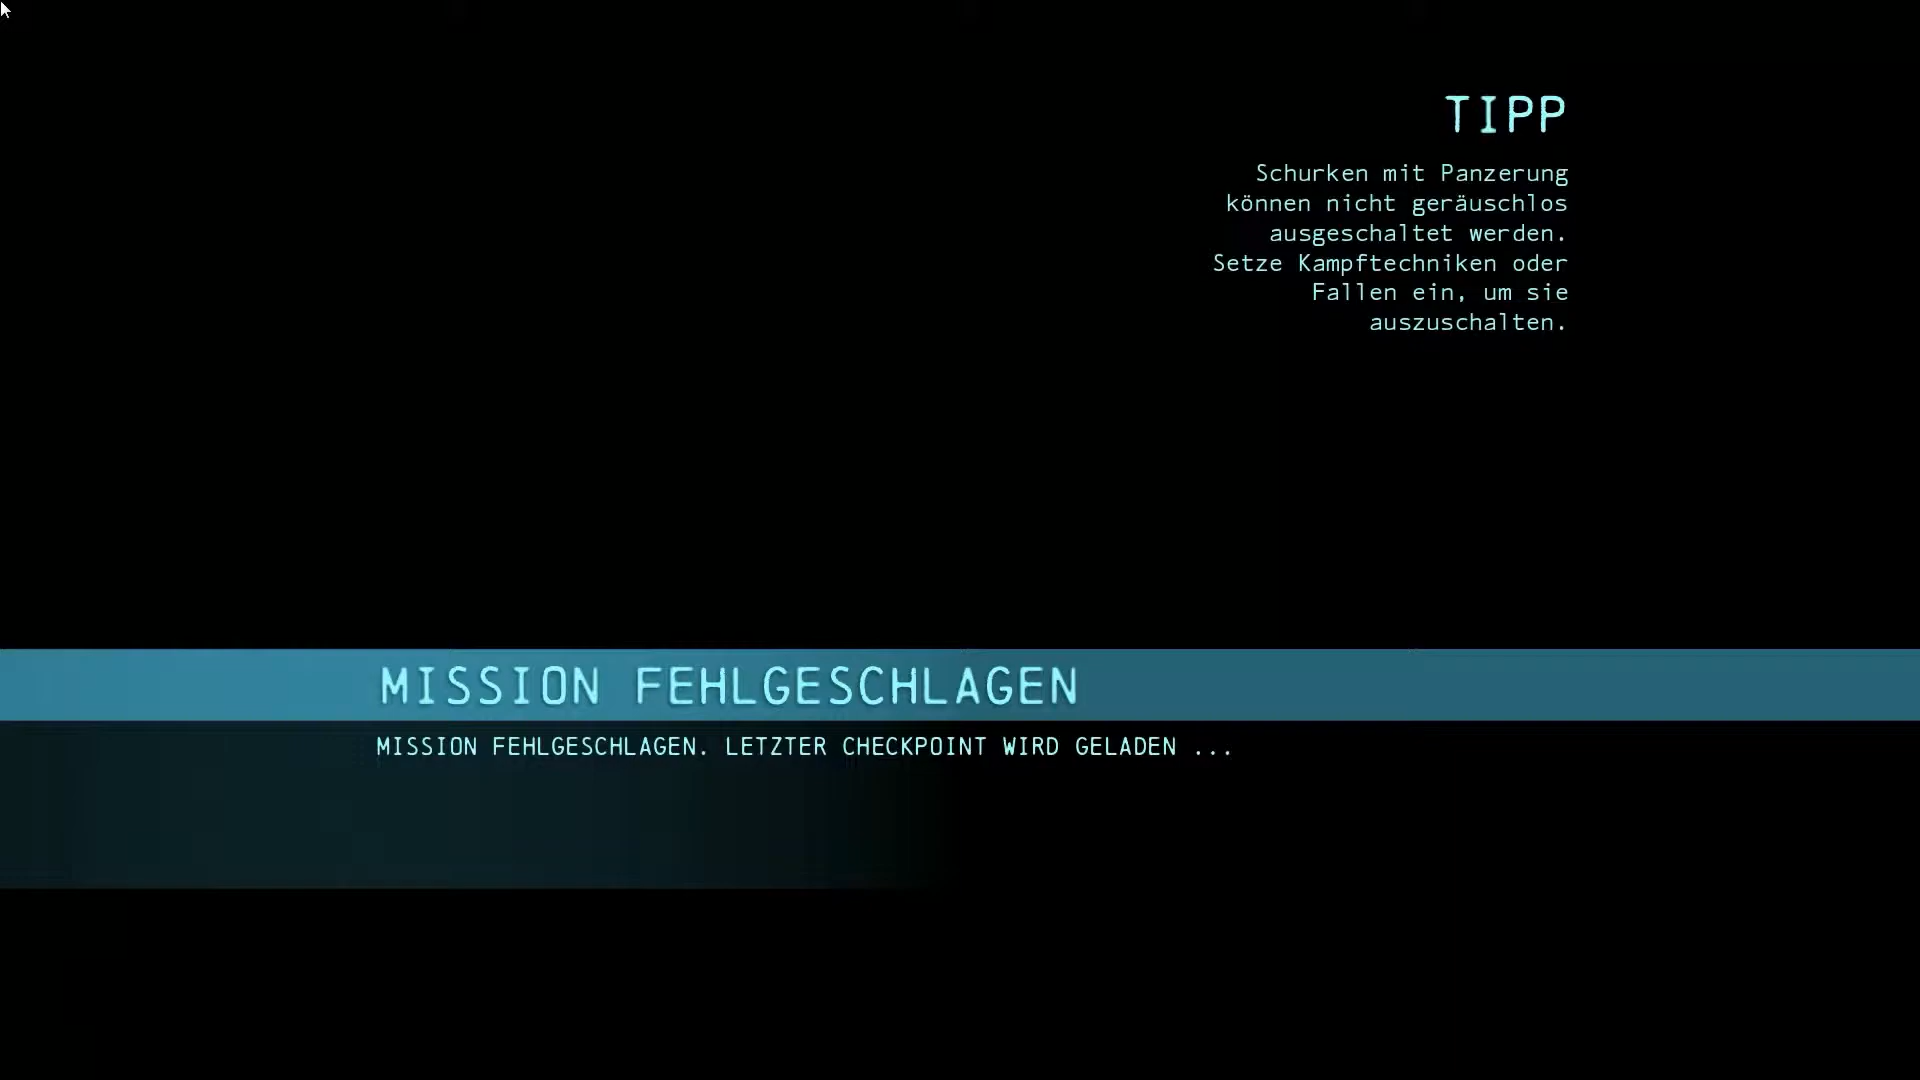 TIPP
Schurken mit Panzerung
können nicht geräuschlos
ausgeschaltet werden.
Setze Kampftechniken oder
Fallen ein, um sie
auszuschalten.
MISSION FEHLGESCHLAGEN
MISSION FEHLGESCHLAGEN. LETZTER CHECKPOINT WIRD GELADEN ...